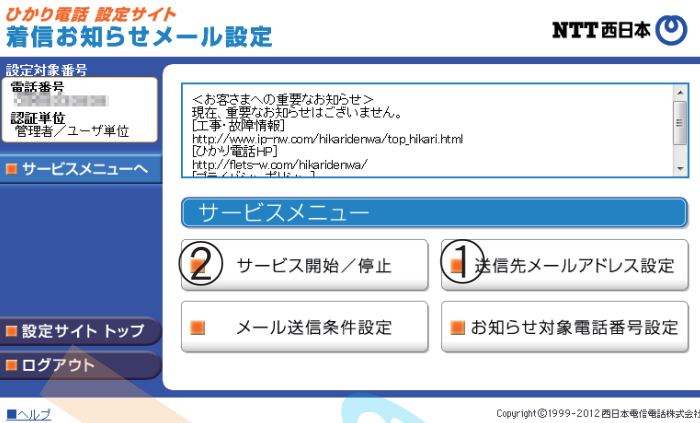 ひかり電話 設定サイト
着信お知らせメール設定
NTT西日本
設定対象番号
電話番号
認証単位
管理者／ユーザ単位
サービスメニューへ
設定サイト トップ
ログアウト
ヘルプ
＜お客さまへの重要なお知らせ＞
現在、重要なお知らせはございません。
[工事・故障情報]
http://www.ip-nw.com/hikaridenwa/top_hikari.html
[ひかり電話HP]
http://flets-w.com/hikaridenwa/
[プライバシーポリシー]
サービスメニュー
② サービス開始／停止
① 送信先メールアドレス設定
メール送信条件設定
お知らせ対象電話番号設定
Copyright©1999-2012 西日本電信電話株式会社